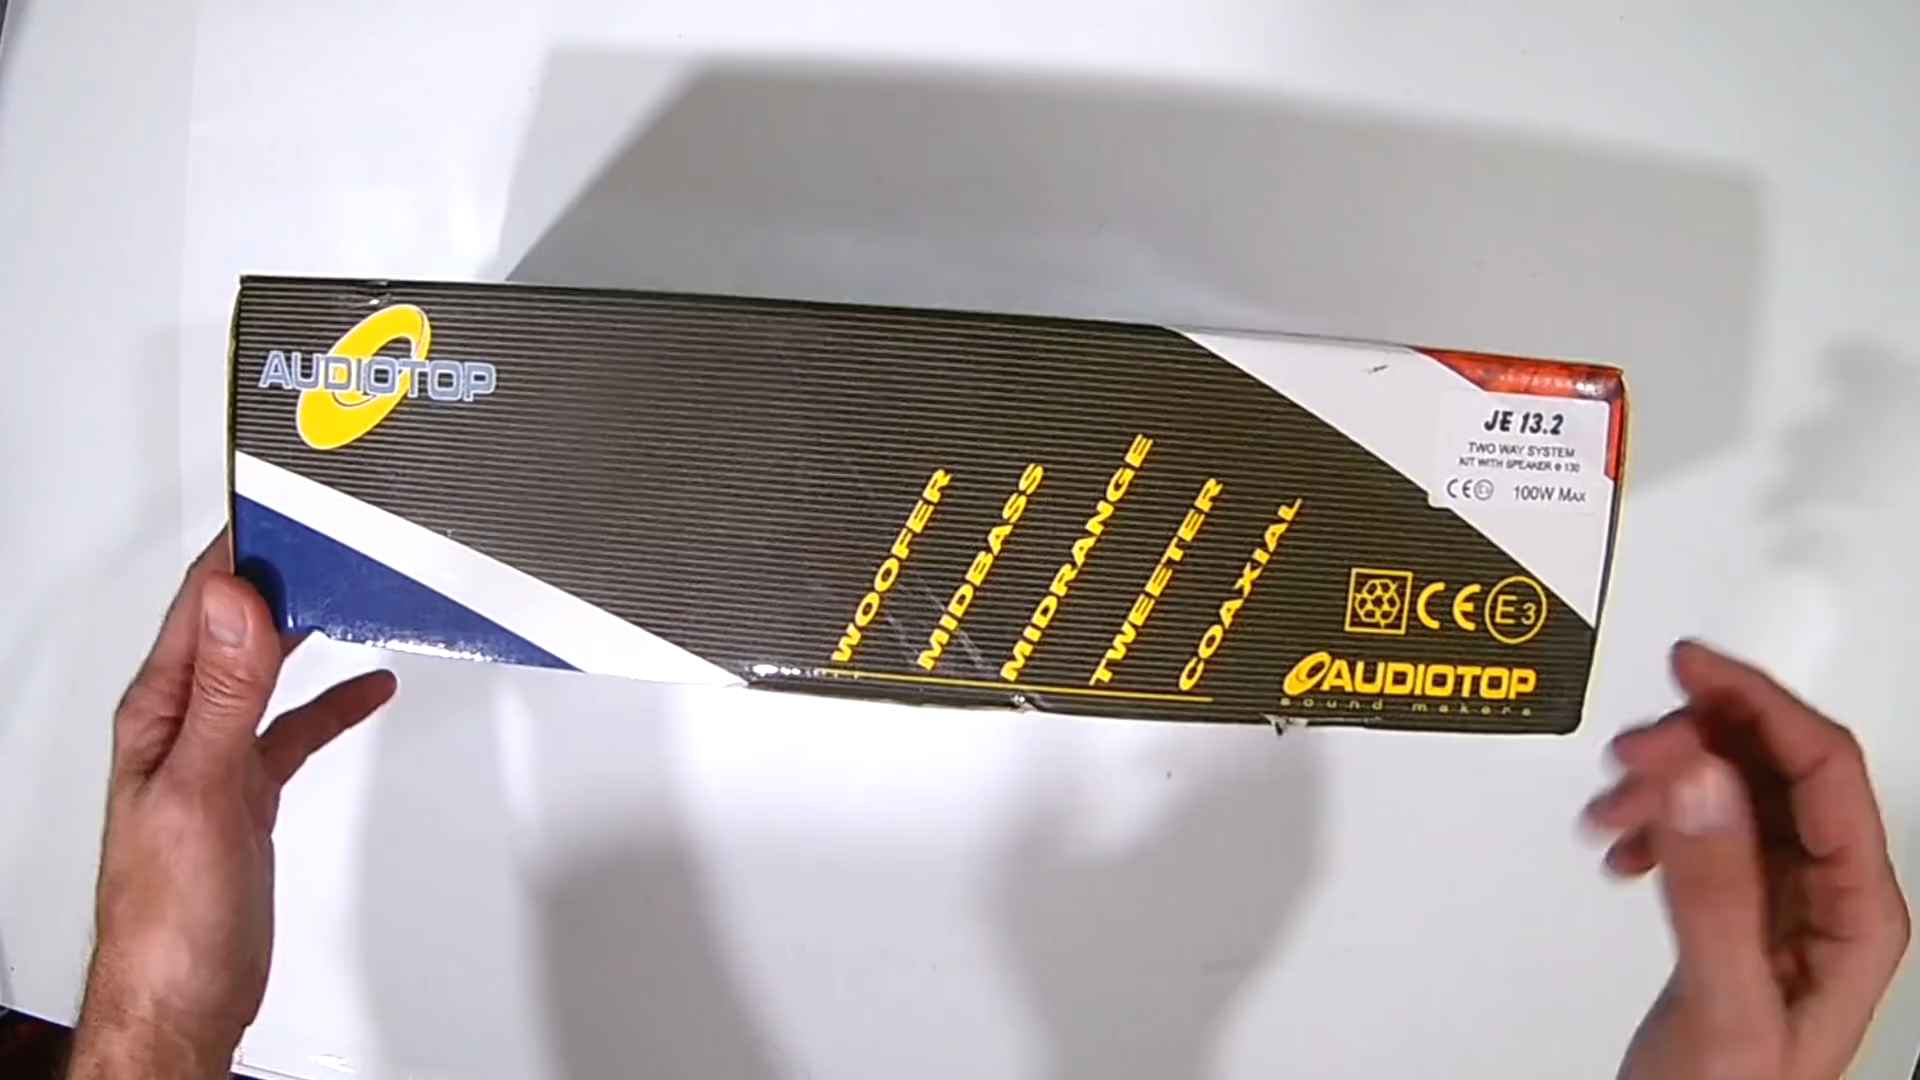 AUDIOTOP
JE 13.2
TWO WAY SYSTEM
KIT WITH SPEAKER ø 130
CE E3 100W MAX
WOOFER
MIDBASS
MIDRANGE
TWEETER
COAXIAL
CE E3
AUDIOTOP
sound makers